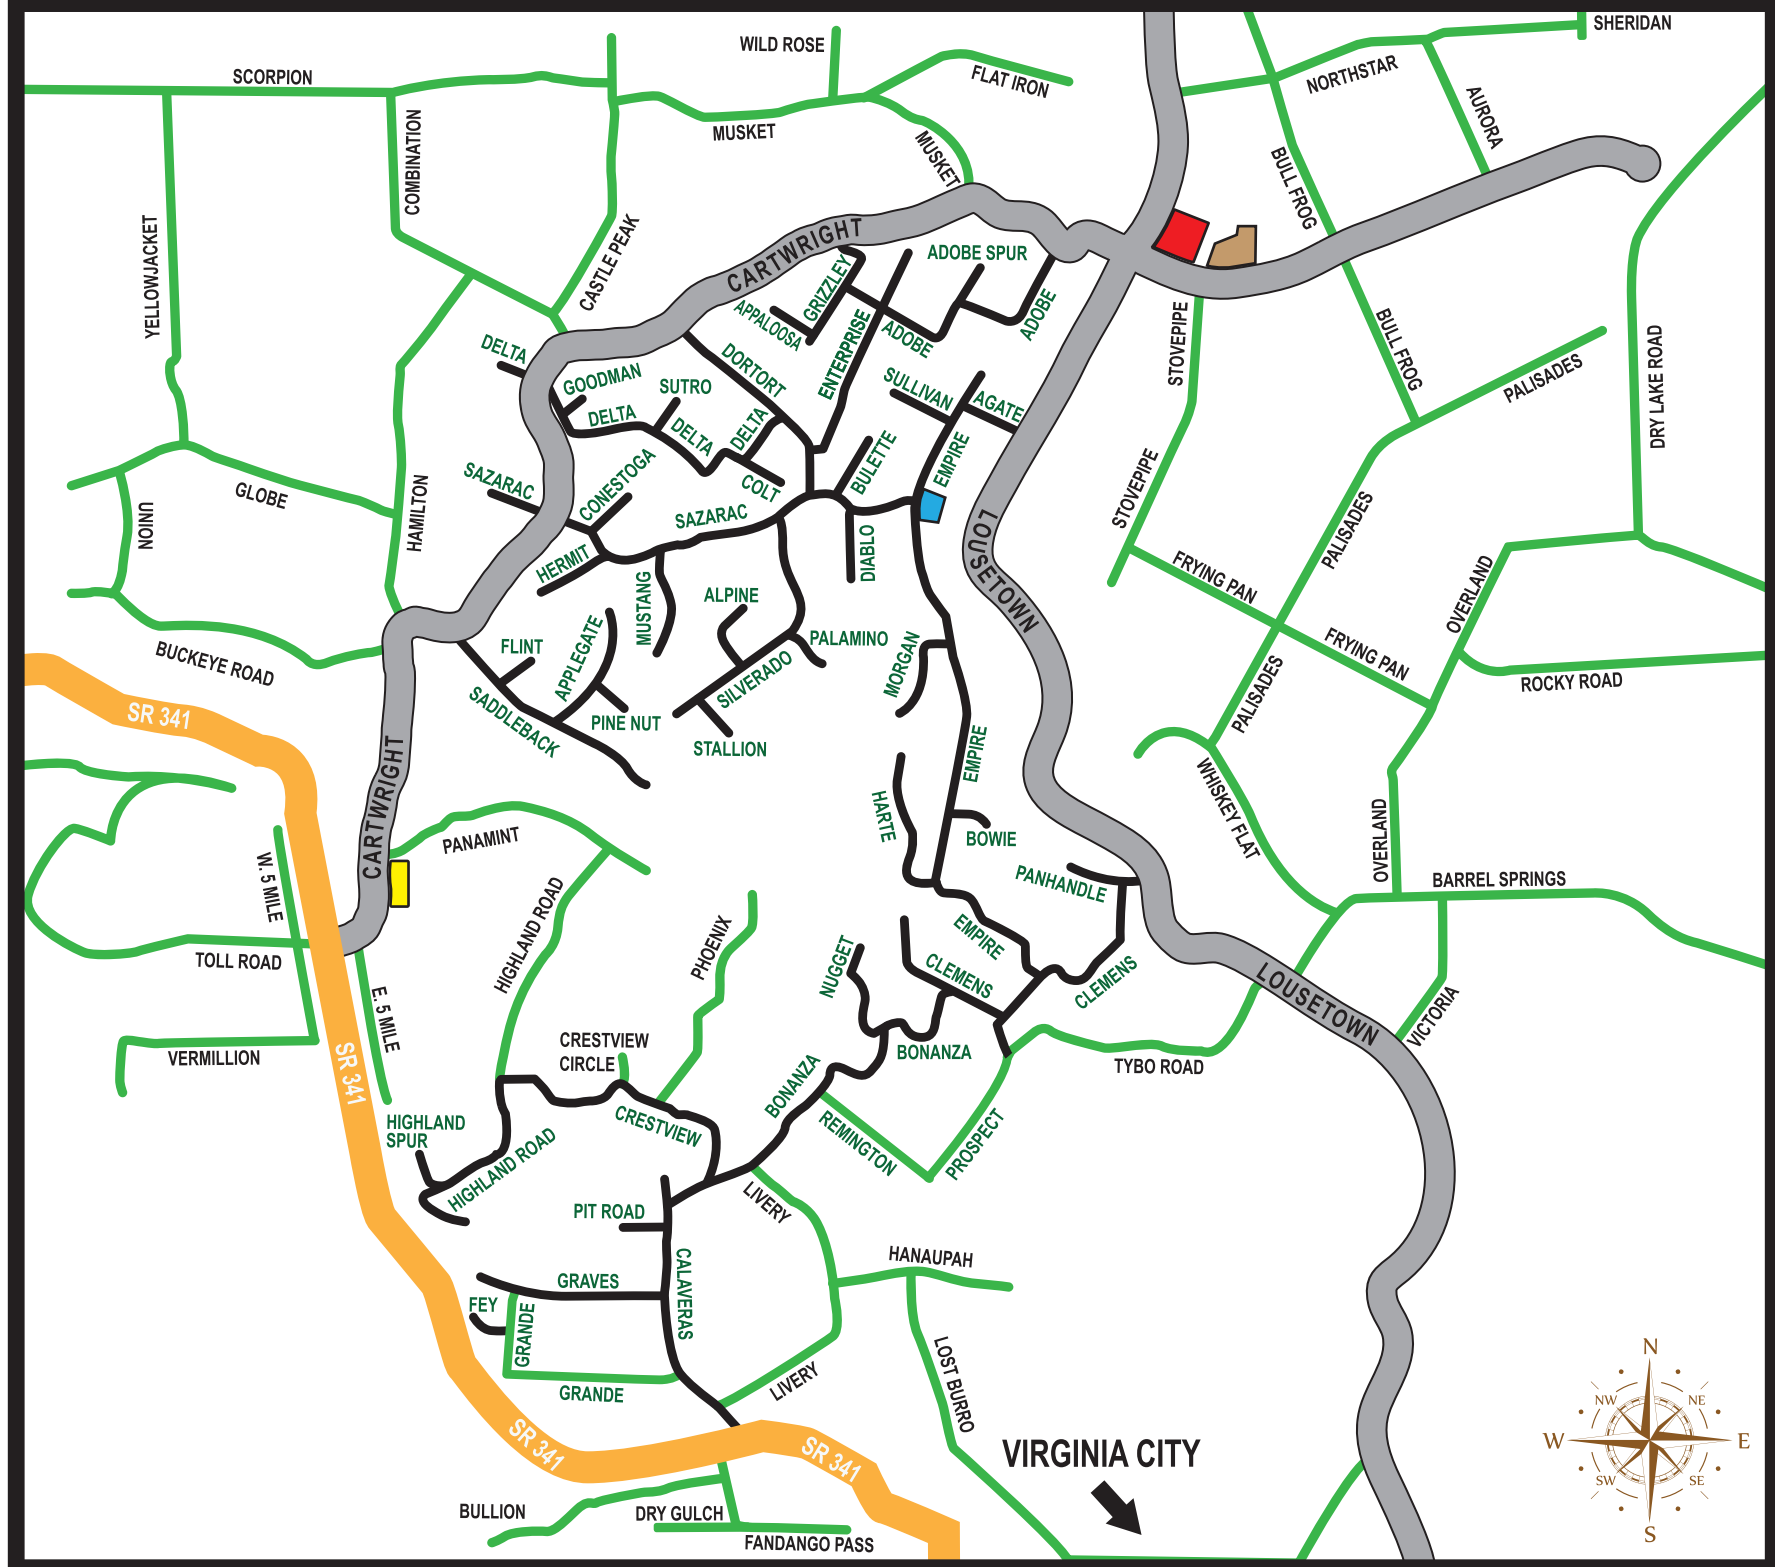 SHERIDAN
WILD ROSE
SCORPION
FLAT IRON
NORTHSTAR
MUSKET
AURORA
COMBINATION
MUSKET
BULL FROG
YELLOWJACKET
CASTLE PEAK
CARTWRIGHT
ADOBE SPUR
GRIZZLEY
APPALOOSA
ADOBE
ADOBE
ENTERPRISE
STOVEPIPE
BULL FROG
DELTA
GOODMAN
SUTRO
DORTORT
SULLIVAN
AGATE
PALISADES
DRY LAKE ROAD
DELTA
DELTA
DELTA
EMPIRE
BULETTE
SAZARAC
CONESTOGA
COLT
GLOBE
UNION
HAMILTON
SAZARAC
STOVEPIPE
PALISADES
LOUSETOWN
DIABLO
HERMIT
FRYING PAN
OVERLAND
MUSTANG
ALPINE
FLINT
APPLEGATE
PALAMINO
MORGAN
FRYING PAN
BUCKEYE ROAD
SILVERADO
PALISADES
ROCKY ROAD
SR 341
SADDLEBACK
PINE NUT
STALLION
EMPIRE
CARTWRIGHT
WHISKEY FLAT
HARTE
OVERLAND
PANAMINT
BOWIE
W. 5 MILE
PANHANDLE
BARREL SPRINGS
HIGHLAND ROAD
PHOENIX
EMPIRE
TOLL ROAD
NUGGET
CLEMENS
CLEMENS
LOUSETOWN
E. 5 MILE
VICTORIA
VERMILLION
CRESTVIEW
CIRCLE
BONANZA
TYBO ROAD
SR 341
BONANZA
HIGHLAND
SPUR
CRESTVIEW
REMINGTON
PROSPECT
HIGHLAND ROAD
LIVERY
PIT ROAD
HANAUPAH
GRAVES
CALAVERAS
FEY
GRANDE
GRANDE
LIVERY
LOST BURRO
SR 341
SR 341
VIRGINIA CITY
BULLION
DRY GULCH
FANDANGO PASS
N
NW
NE
W
E
SW
SE
S